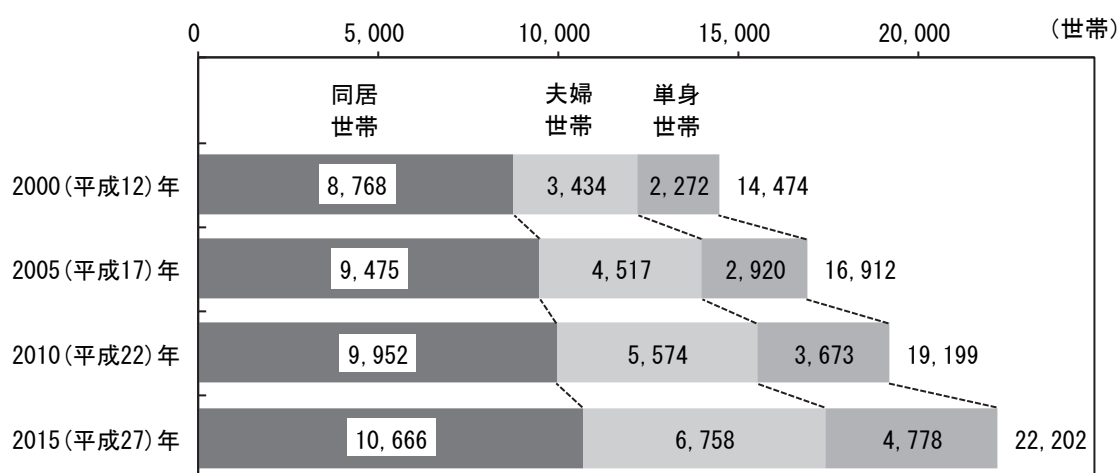 0 5,000 10,000 15,000 20,000 (世帯)
同居 夫婦 単身
世帯 世帯 世帯
2000(平成12)年 8,768 3,434 2,272 14,474
2005(平成17)年 9,475 4,517 2,920 16,912
2010(平成22)年 9,952 5,574 3,673 19,199
2015(平成27)年 10,666 6,758 4,778 22,202